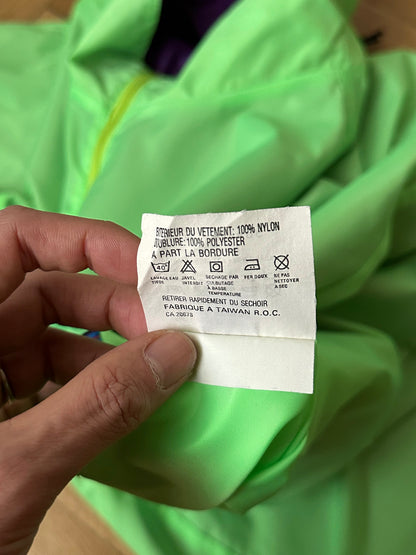 EXTERIEUR DU VETEMENT: 100% NYLON
DOUBLURE: 100% POLYESTER
A PART LA BORDURE
40°
LAVAGE EAU TIEDE
JAVEL INTERDIT
SECHAGE PAR CULBUTAGE A BASSE TEMPERATURE
FER DOUX
NE PAS NETTOYER A SEC
RETIRER RAPIDEMENT DU SECHOIR
FABRIQUE A TAIWAN R.O.C.
CA 20678